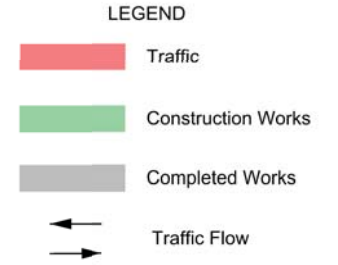 LEGEND
Traffic
Construction Works
Completed Works
Traffic Flow